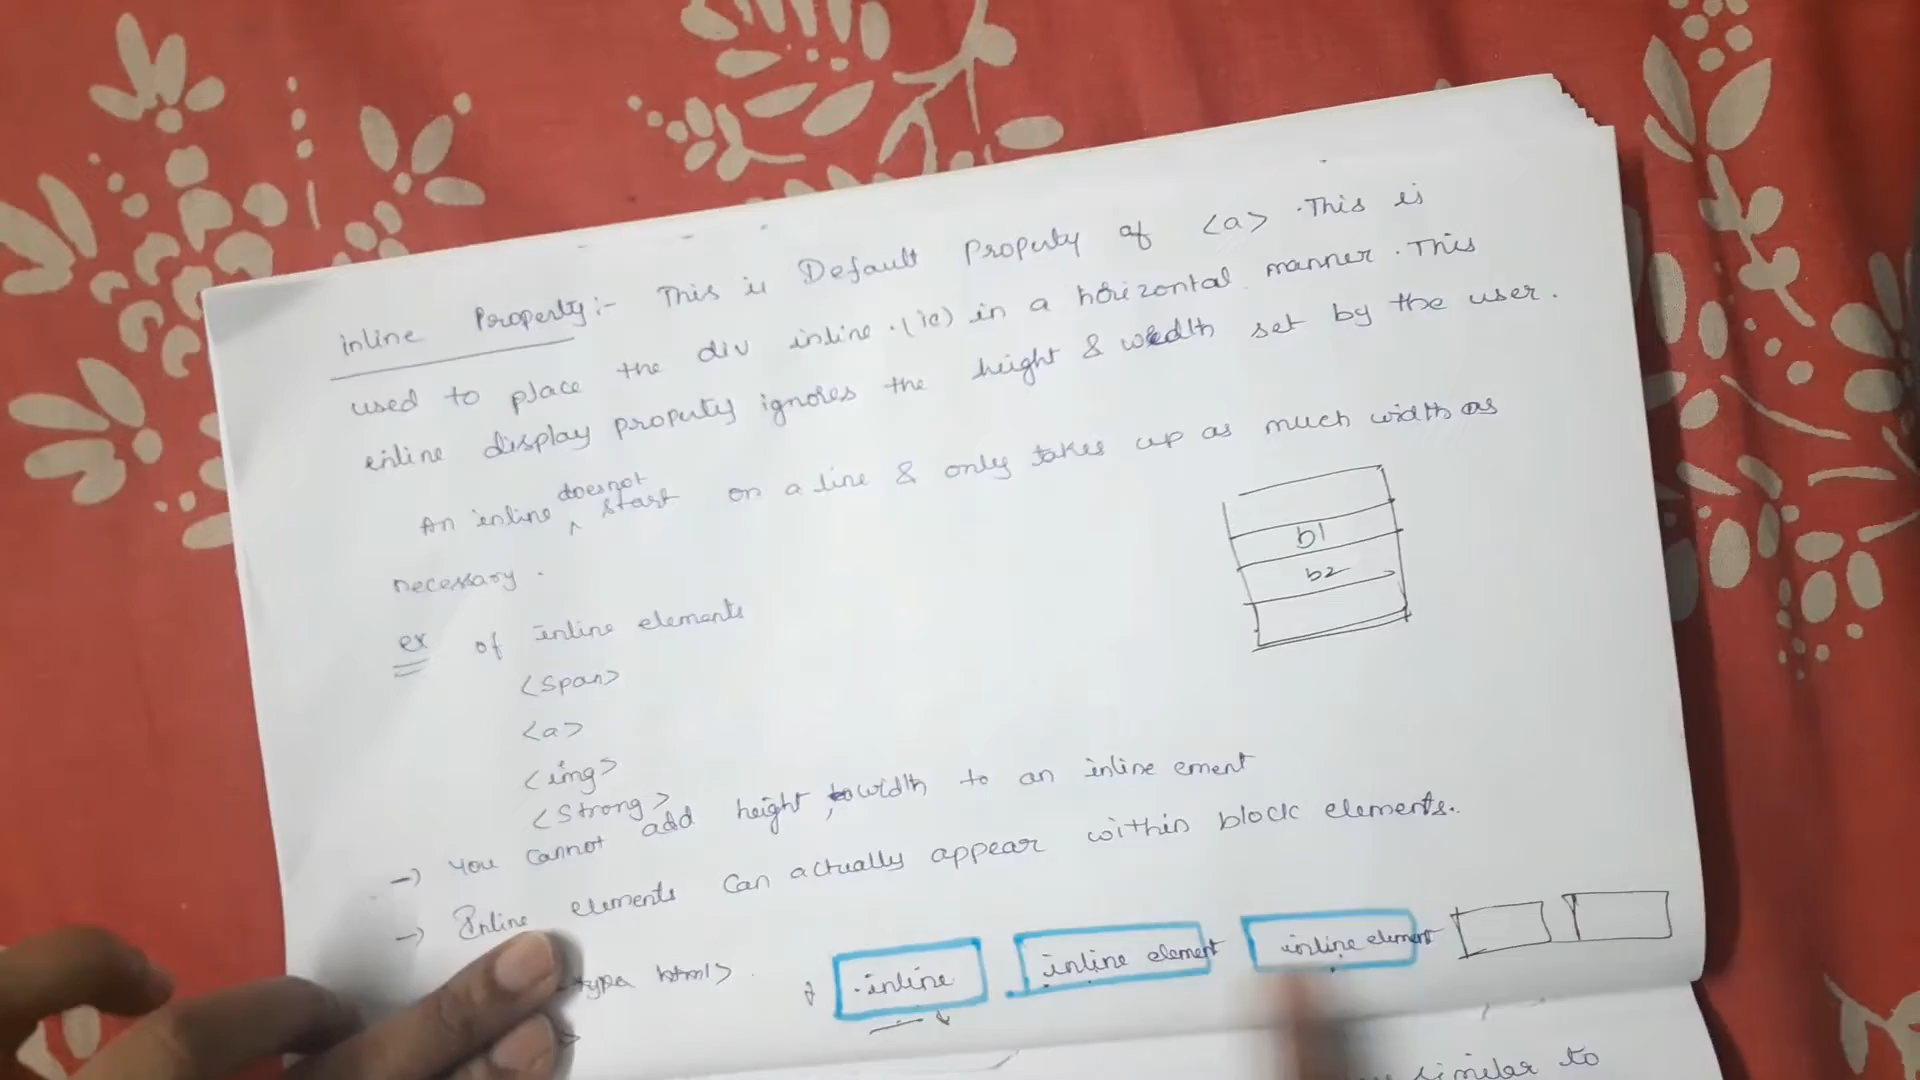 inline Property:- This is Default Property of <a> . This is
used to place the div inline . (ie) in a horizontal manner . This
inline display property ignores the height & width set by the user .
An inline doesnot ^ start on a line & only takes up as much width as
necessary .
b1
b2
ex of inline elements
<span>
<a>
<img>
<strong>
-> You cannot add height, width to an inline ement
-> Inline elements can actually appear within block elements.
type html>
inline
inline element
inline element
similar to